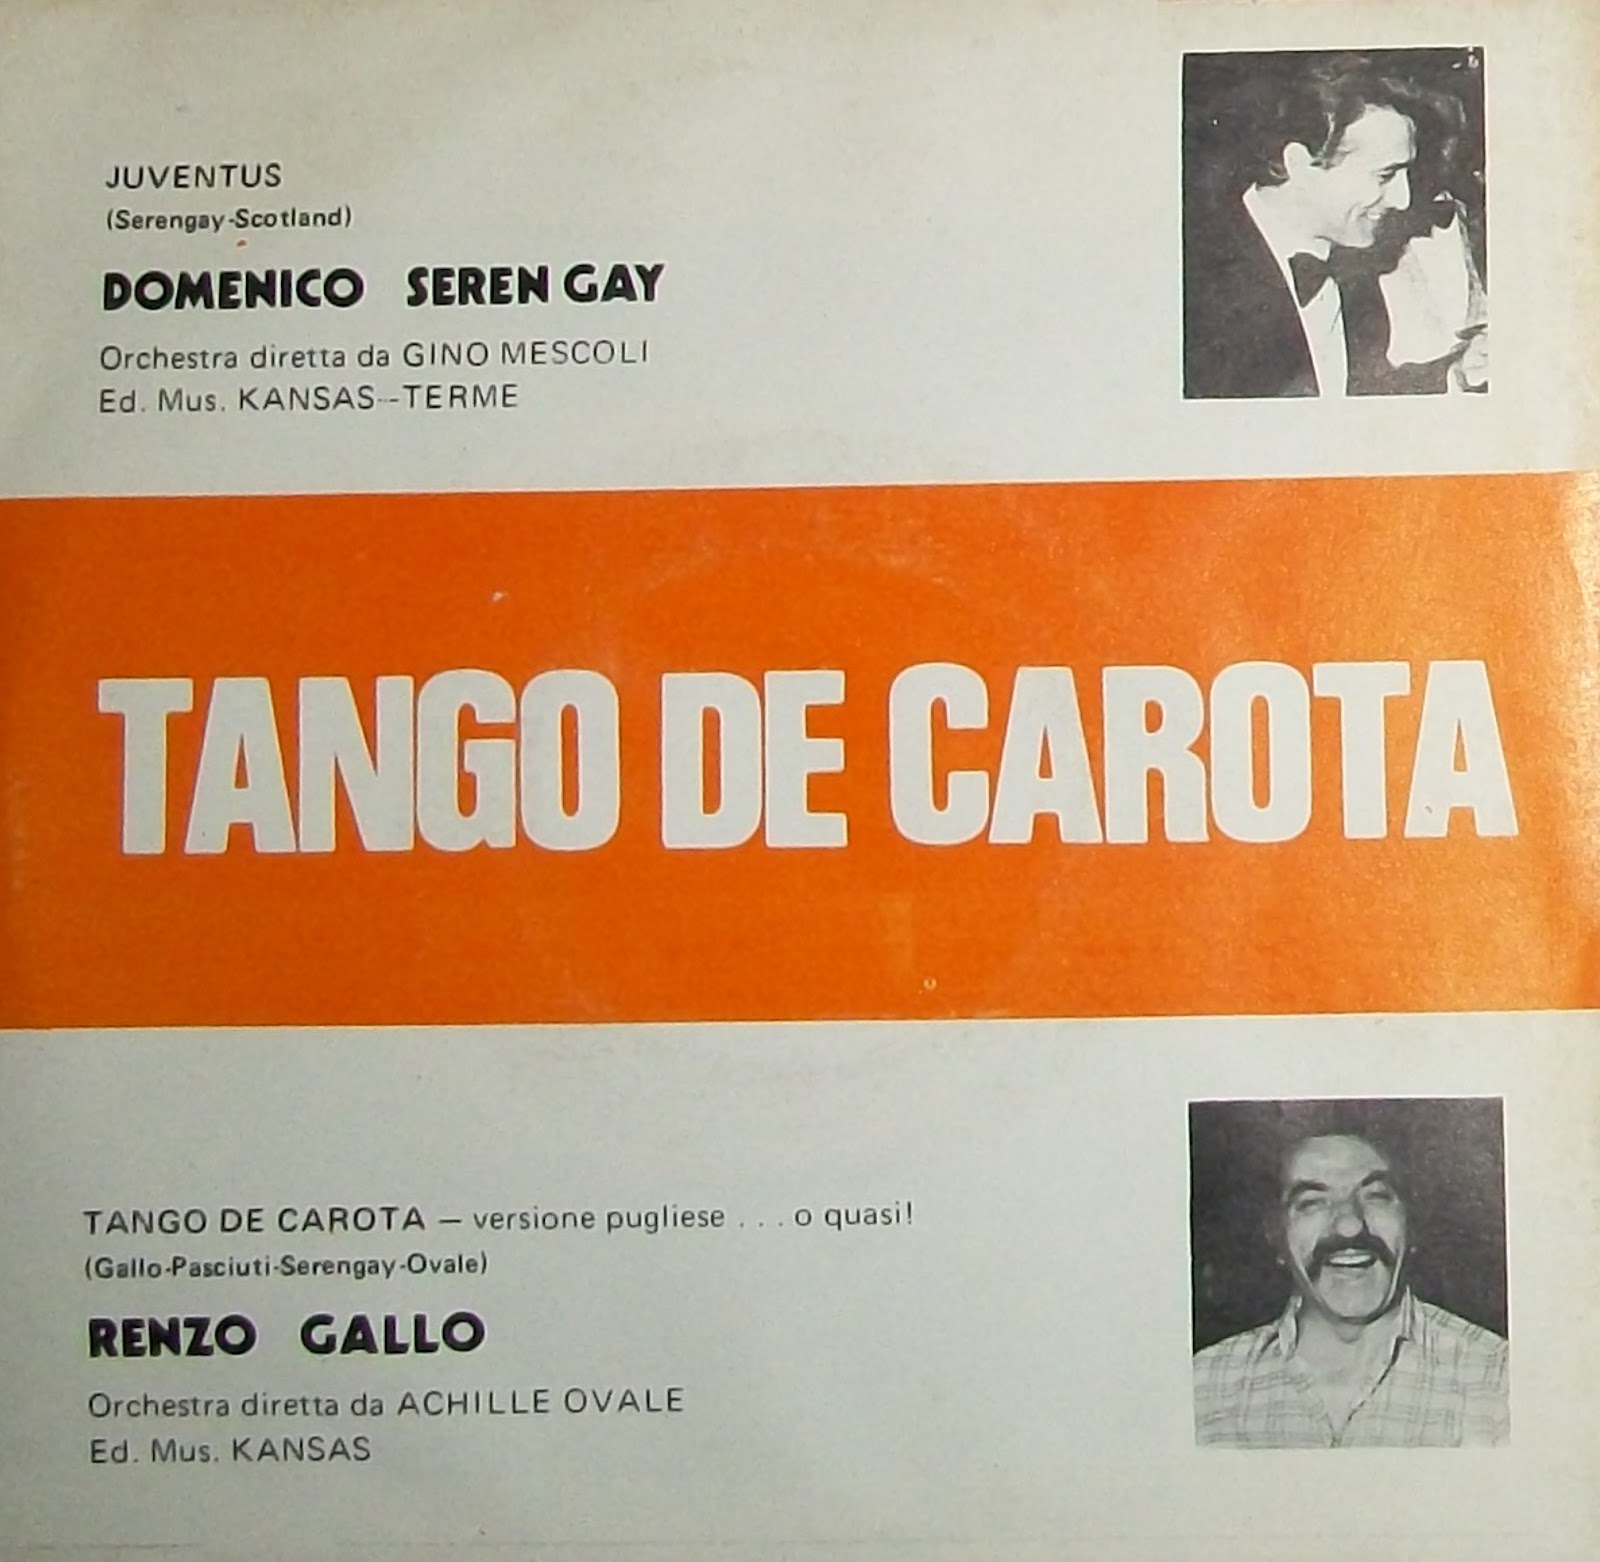 JUVENTUS
(Serengay-Scotland)
DOMENICO SEREN GAY
Orchestra diretta da GINO MESCOLI
Ed. Mus. KANSAS--TERME
TANGO DE CAROTA
TANGO DE CAROTA — versione pugliese . . . o quasi!
(Gallo-Pasciuti-Serengay-Ovale)
RENZO GALLO
Orchestra diretta da ACHILLE OVALE
Ed. Mus. KANSAS